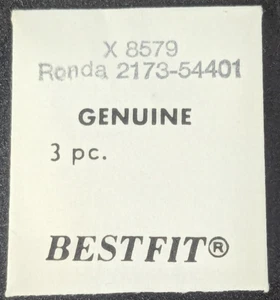 X 8579
Ronda 2173-54401
GENUINE
3 pc.
BESTFIT®